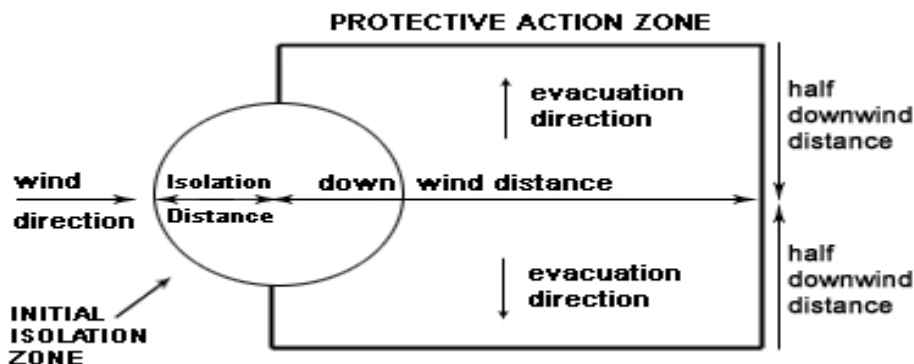 PROTECTIVE ACTION ZONE
evacuation
direction
half
downwind
distance
wind
direction
Isolation
Distance
down wind distance
evacuation
direction
half
downwind
distance
INITIAL
ISOLATION
ZONE